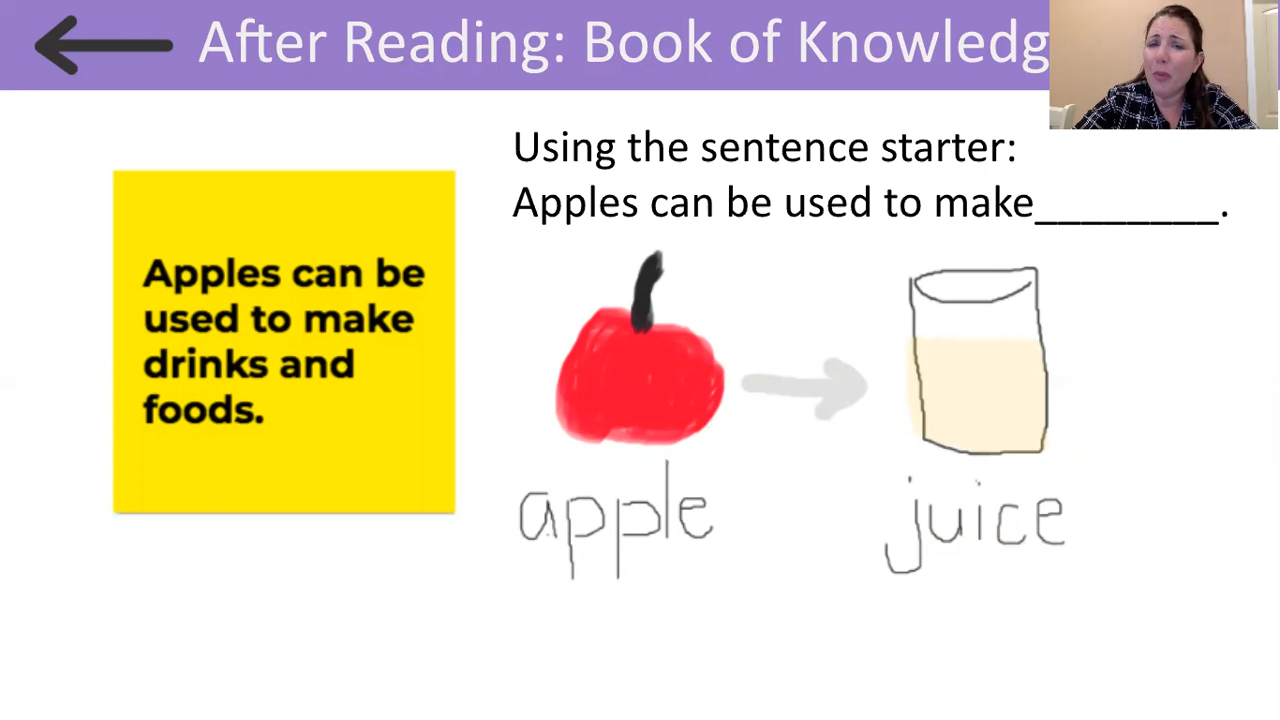 After Reading: Book of Knowledg
Using the sentence starter:
Apples can be used to make________.
Apples can be
used to make
drinks and
foods.
apple
juice